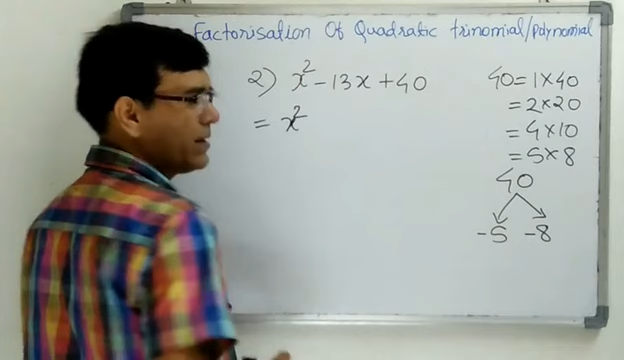 Factorisation Of Quadratic trinomial/Polynomial
2) x² - 13x + 40
= x²
40 = 1 × 40
= 2 × 20
= 4 × 10
= 5 × 8
40
-5 -8